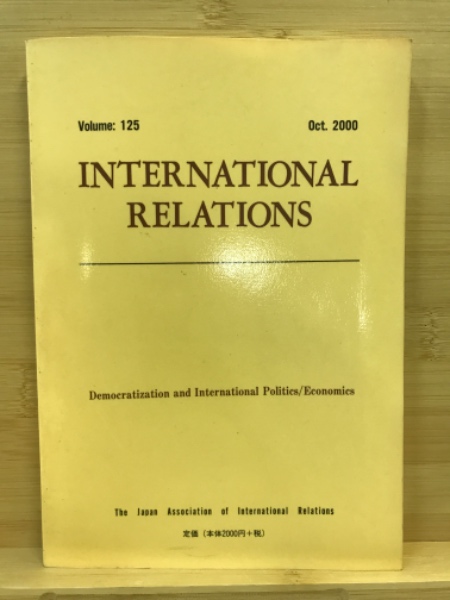 Volume: 125 Oct. 2000
INTERNATIONAL
RELATIONS
Democratization and International Politics/Economics
The Japan Association of International Relations
定価 (本体2000円+税)